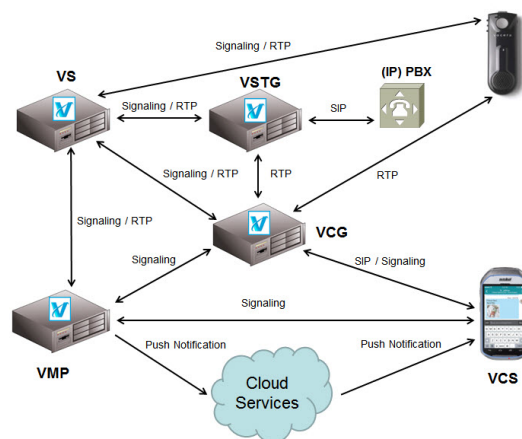 Signaling / RTP
VS
VSTG
(IP) PBX
Signaling / RTP
SIP
Signaling / RTP
RTP
RTP
Signaling / RTP
VCG
Signaling
SIP / Signaling
Signaling
VMP
Push Notification
Push Notification
Cloud
Services
VCS